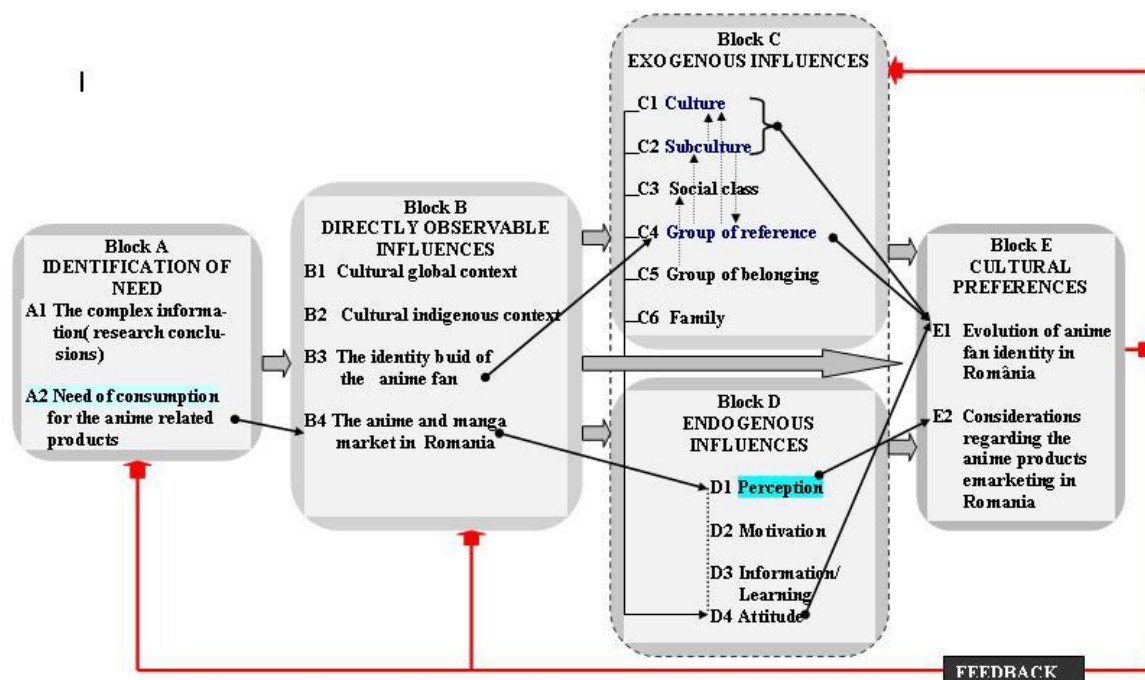 Block A
IDENTIFICATION OF
NEED
A1 The complex informa-
tion( research conclu-
sions)
A2 Need of consumption
for the anime related
products
Block B
DIRECTLY OBSERVABLE
INFLUENCES
B1 Cultural global context
B2 Cultural indigenous context
B3 The identity buid of
the anime fan
B4 The anime and manga
market in Romania
Block C
EXOGENOUS INFLUENCES
C1 Culture
C2 Subculture
C3 Social class
C4 Group of reference
C5 Group of belonging
C6 Family
Block D
ENDOGENOUS
INFLUENCES
D1 Perception
D2 Motivation
D3 Information/
Learning
D4 Attitude
Block E
CULTURAL
PREFERENCES
E1 Evolution of anime
fan identity in
România
E2 Considerations
regarding the
anime products
emarketing in
Romania
FEEDBACK